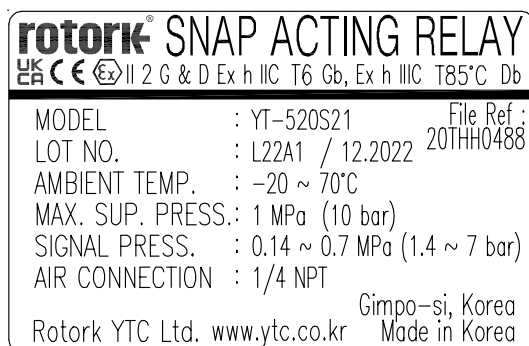 rotork® SNAP ACTING RELAY
UK CA CE Ex II 2 G & D Ex h IIC T6 Gb, Ex h IIIC T85°C Db
MODEL : YT-520S21 File Ref :
LOT NO. : L22A1 / 12.2022 20THH0488
AMBIENT TEMP. : -20 ~ 70°C
MAX. SUP. PRESS.: 1 MPa (10 bar)
SIGNAL PRESS. : 0.14 ~ 0.7 MPa (1.4 ~ 7 bar)
AIR CONNECTION : 1/4 NPT
Gimpo-si, Korea
Rotork YTC Ltd. www.ytc.co.kr Made in Korea